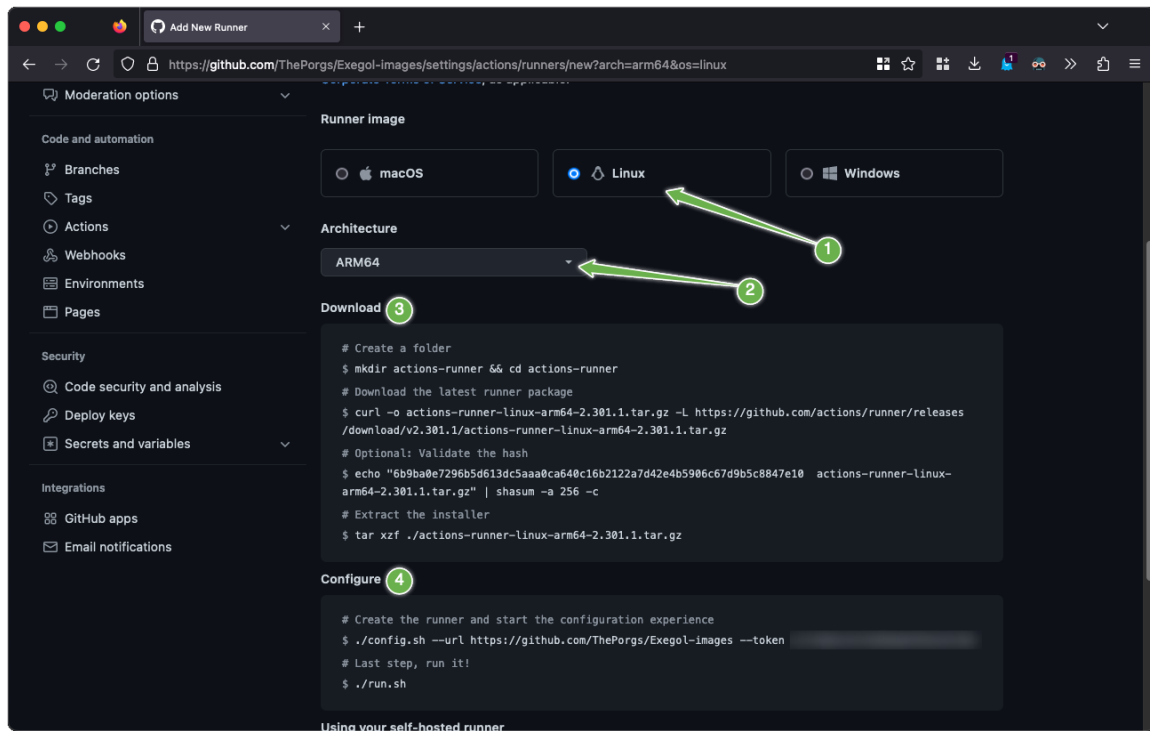 Add New Runner
https://github.com/ThePorgs/Exegol-images/settings/actions/runners/new?arch=arm64&os=linux
1
Moderation options
Code and automation
Branches
Tags
Actions
Webhooks
Environments
Pages
Security
Code security and analysis
Deploy keys
Secrets and variables
Integrations
GitHub apps
Email notifications
Corporate Terms of Service, as applicable.
Runner image
macOS
Linux
Windows
1
Architecture
ARM64
2
Download 3
# Create a folder
$ mkdir actions-runner && cd actions-runner
# Download the latest runner package
$ curl -o actions-runner-linux-arm64-2.301.1.tar.gz -L https://github.com/actions/runner/releases
/download/v2.301.1/actions-runner-linux-arm64-2.301.1.tar.gz
# Optional: Validate the hash
$ echo "6b9ba0e7296b5d613dc5aaa0ca640c16b2122a7d42e4b5906c67d9b5c8847e10  actions-runner-linux-
arm64-2.301.1.tar.gz" | shasum -a 256 -c
# Extract the installer
$ tar xzf ./actions-runner-linux-arm64-2.301.1.tar.gz
Configure 4
# Create the runner and start the configuration experience
$ ./config.sh --url https://github.com/ThePorgs/Exegol-images --token
# Last step, run it!
$ ./run.sh
Using your self-hosted runner